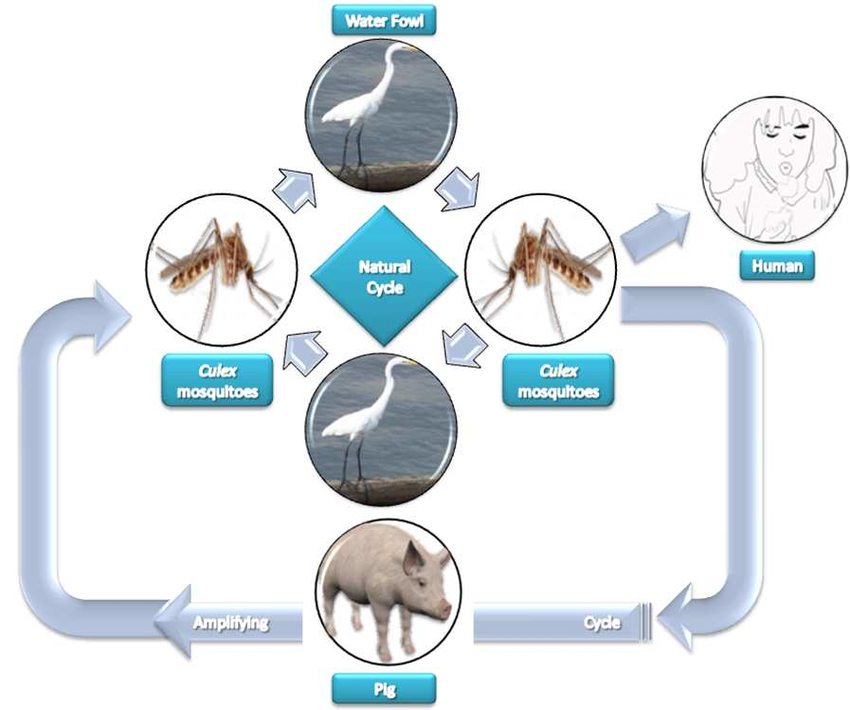 Water Fowl
Natural
Cycle
Human
Culex
mosquitoes
Culex
mosquitoes
Amplifying
Cycle
Pig